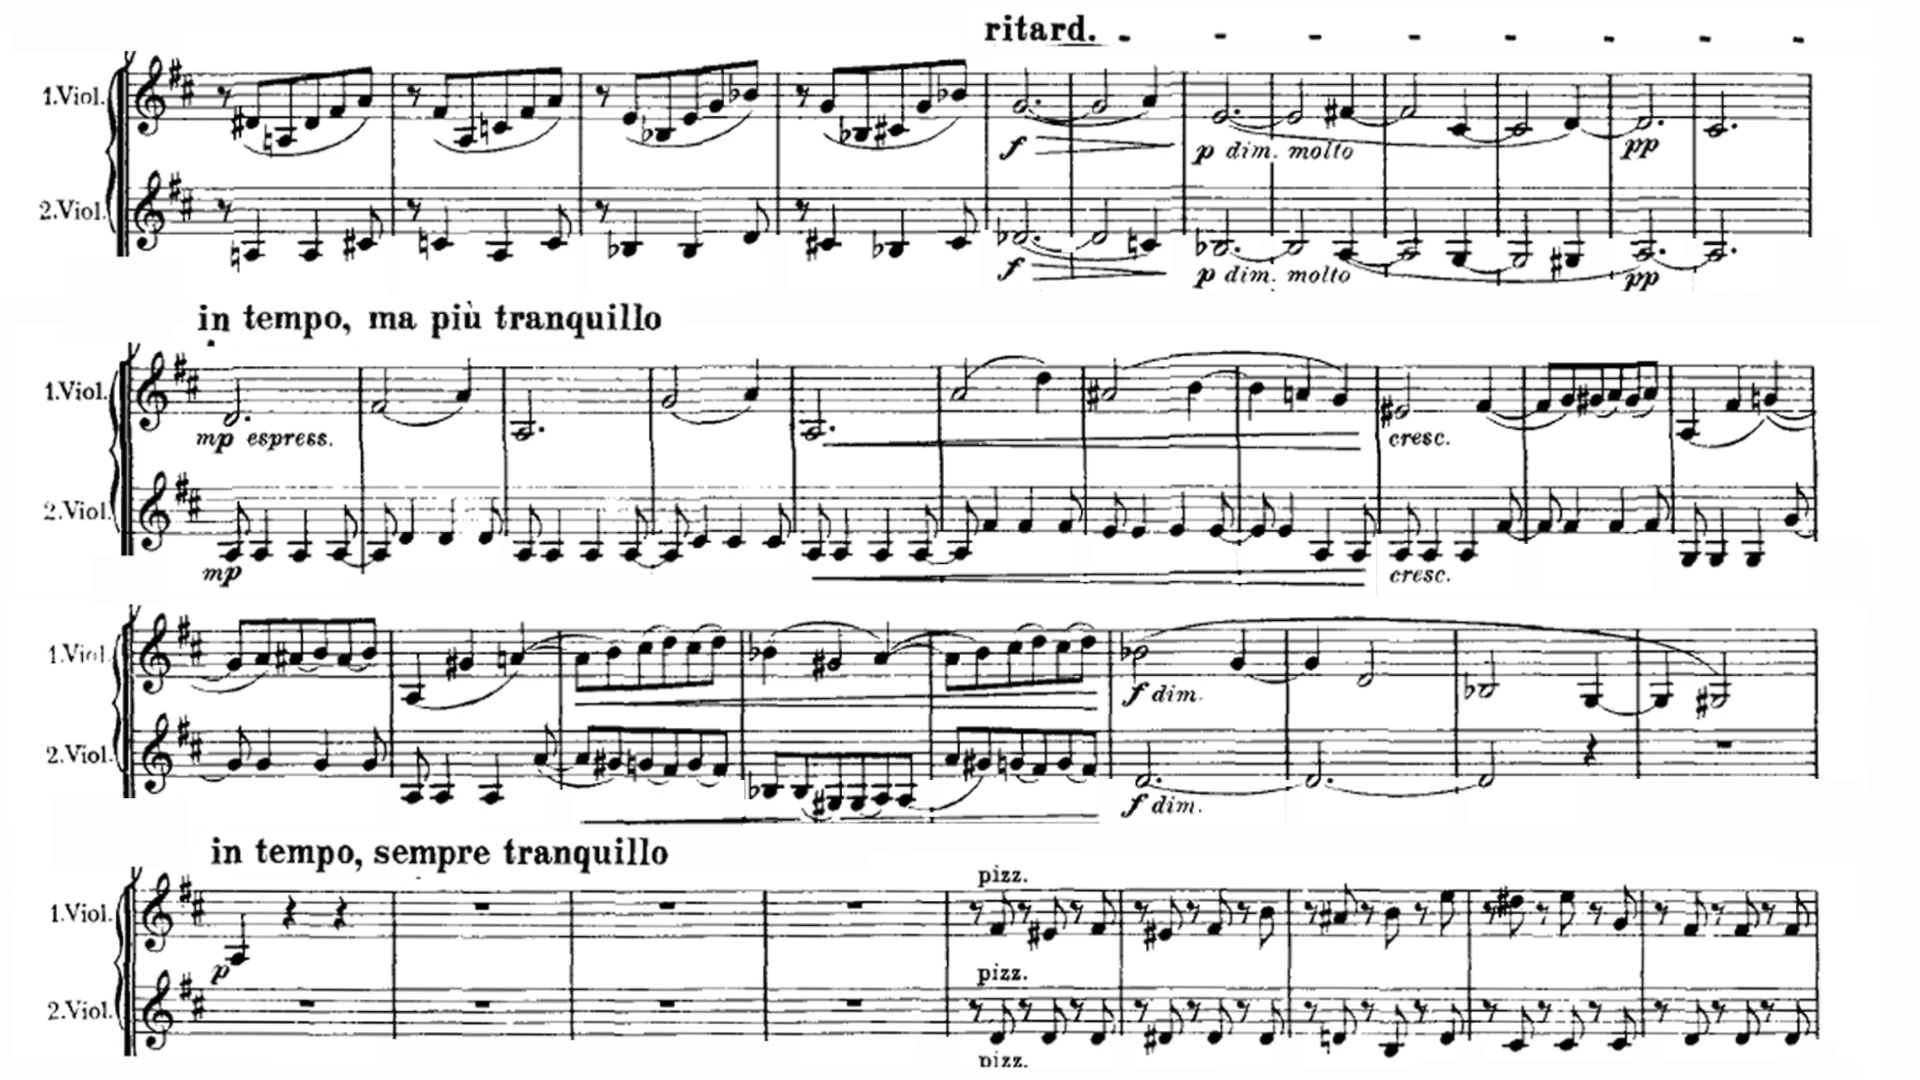 ritard. - - - - - - - -
1.Viol.
f p dim. molto pp
2.Viol.
f p dim. molto pp
in tempo, ma più tranquillo
1.Viol.
mp espress. cresc.
2.Viol.
mp cresc.
1.Viol.
f dim.
2.Viol.
f dim.
in tempo, sempre tranquillo
pizz.
1.Viol.
p pizz.
2.Viol.
pizz.